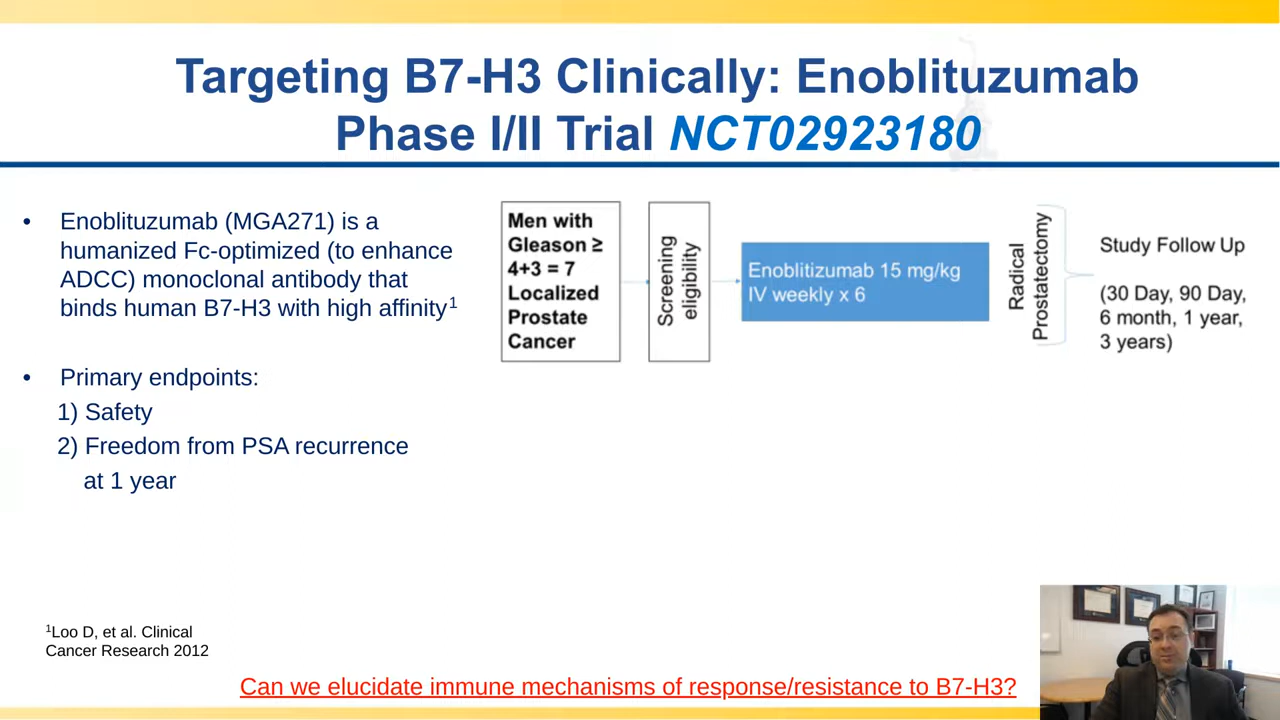 Targeting B7-H3 Clinically: Enoblituzumab
Phase I/II Trial NCT02923180
• Enoblituzumab (MGA271) is a
humanized Fc-optimized (to enhance
ADCC) monoclonal antibody that
binds human B7-H3 with high affinity¹
• Primary endpoints:
1) Safety
2) Freedom from PSA recurrence
at 1 year
Men with
Gleason ≥
4+3 = 7
Localized
Prostate
Cancer
Screening
eligibility
Enoblitizumab 15 mg/kg
IV weekly x 6
Radical
Prostatectomy
Study Follow Up
(30 Day, 90 Day,
6 month, 1 year,
3 years)
¹Loo D, et al. Clinical
Cancer Research 2012
Can we elucidate immune mechanisms of response/resistance to B7-H3?